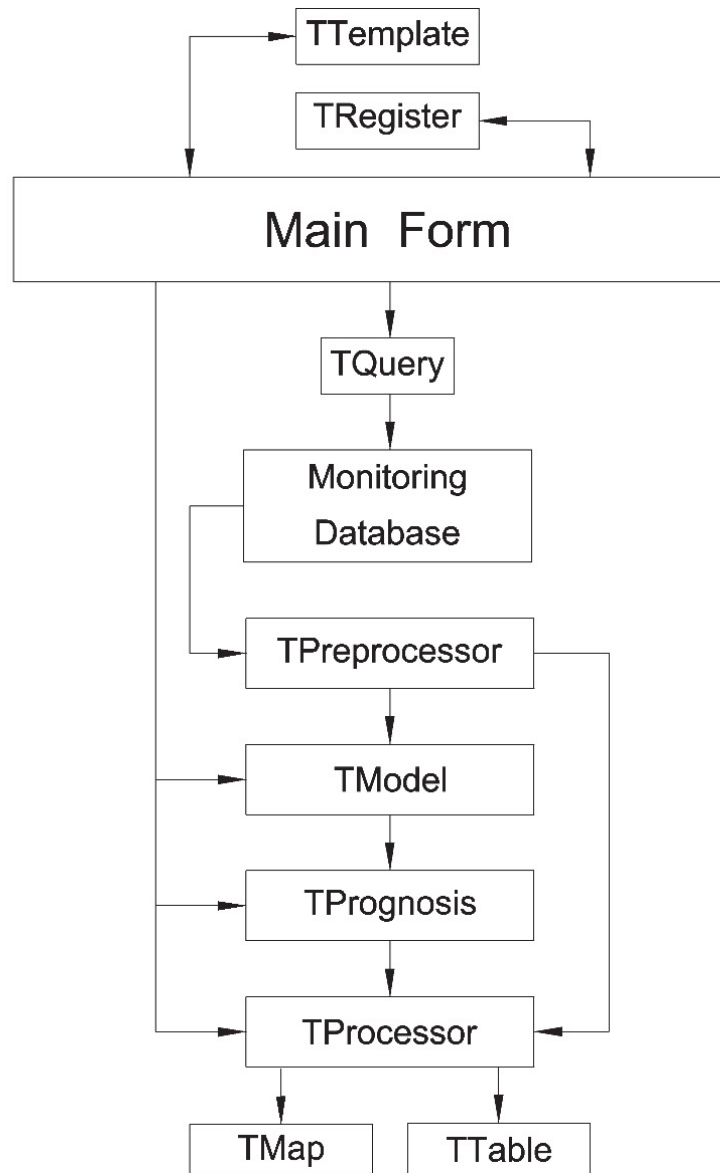 TTemplate
TRegister
Main Form
TQuery
Monitoring
Database
TPreprocessor
TModel
TPrognosis
TProcessor
TMap
TTable